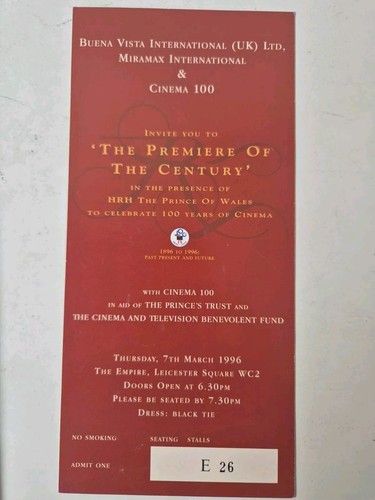 BUENA VISTA INTERNATIONAL (UK) LTD,
MIRAMAX INTERNATIONAL
&
CINEMA 100
INVITE YOU TO
'THE PREMIERE OF
THE CENTURY'
IN THE PRESENCE OF
HRH THE PRINCE OF WALES
TO CELEBRATE 100 YEARS OF CINEMA
1896 TO 1996:
PAST PRESENT AND FUTURE
WITH CINEMA 100
IN AID OF THE PRINCE'S TRUST AND
THE CINEMA AND TELEVISION BENEVOLENT FUND
THURSDAY, 7TH MARCH 1996
THE EMPIRE, LEICESTER SQUARE WC2
DOORS OPEN AT 6.30PM
PLEASE BE SEATED BY 7.30PM
DRESS: BLACK TIE
NO SMOKING SEATING STALLS
ADMIT ONE E 26